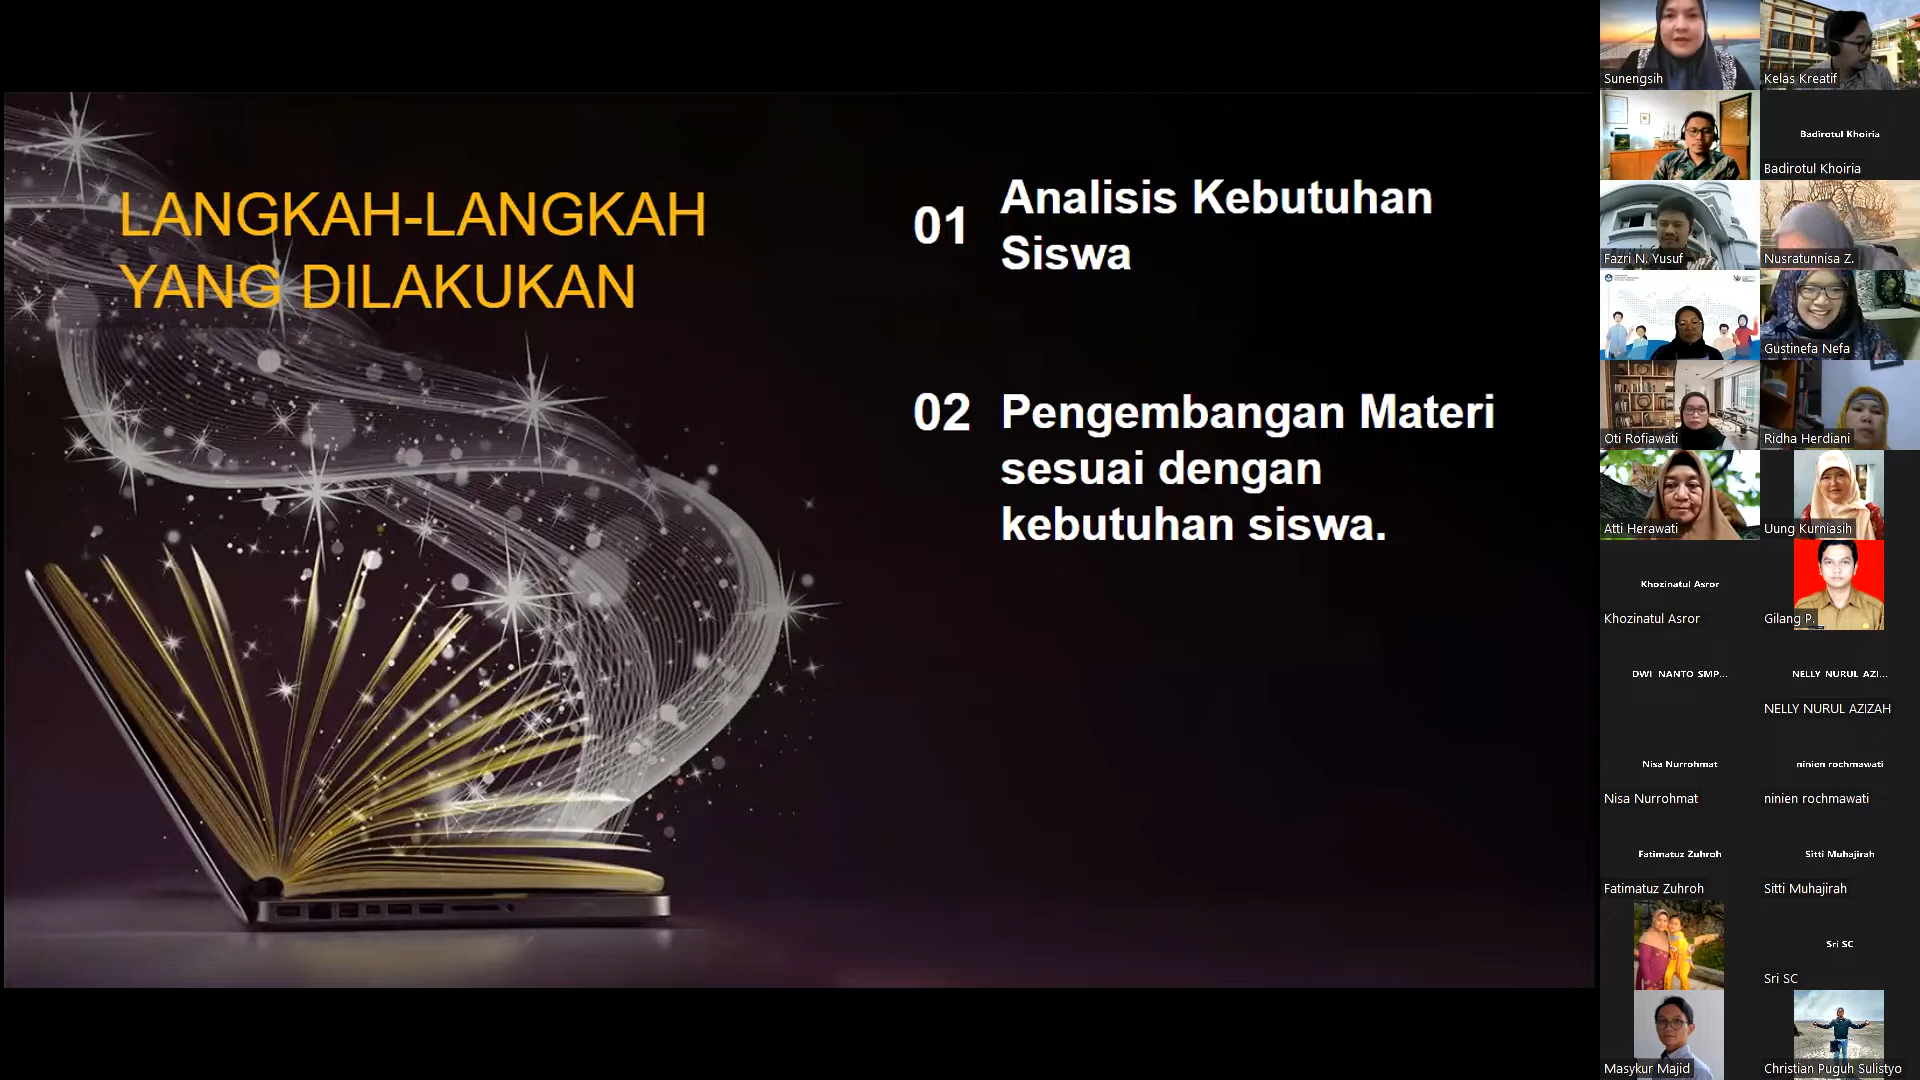 LANGKAH-LANGKAH
YANG DILAKUKAN
01
Analisis Kebutuhan
Siswa
02
Pengembangan Materi
sesuai dengan
kebutuhan siswa.
Sunengsih
Kelas Kreatif
Badirotul Khoiria
Badirotul Khoiria
Fazri N. Yusuf
Nusratunnisa Z.
Gustinefa Nefa
Oti Rofiawati
Ridha Herdiani
Atti Herawati
Uung Kurniasih
Khozinatul Asror
Khozinatul Asror
Gilang P.
DWI NANTO SMP...
NELLY NURUL AZI...
NELLY NURUL AZIZAH
Nisa Nurrohmat
ninien rochmawati
Nisa Nurrohmat
ninien rochmawati
Fatimatuz Zuhroh
Sitti Muhajirah
Fatimatuz Zuhroh
Sitti Muhajirah
Sri SC
Sri SC
Masykur Majid
Christian Puguh Sulistyo